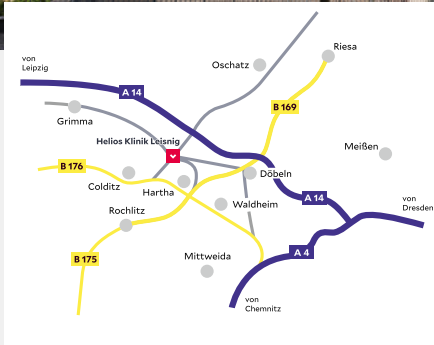 Riesa
Oschatz
von
Leipzig
A 14
B 169
Grimma
Helios Klinik Leisnig
Meißen
B 176
Döbeln
Colditz
Hartha
A 14
Waldheim
von
Dresden
Rochlitz
A 4
Mittweida
B 175
von
Chemnitz